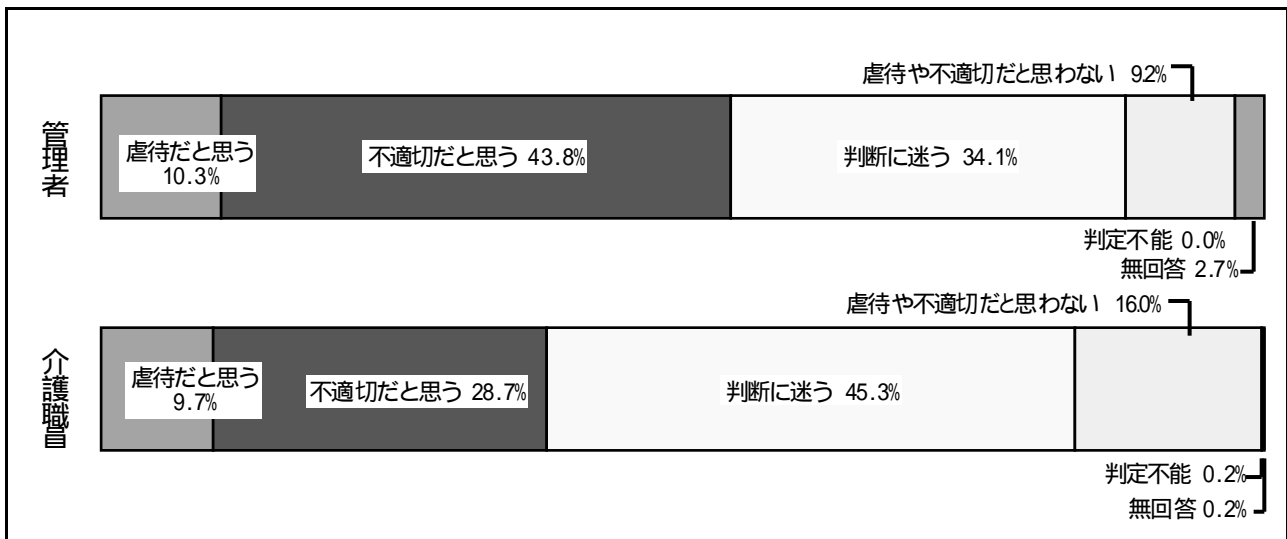 虐待や不適切だと思わない 9.2%
管理者
虐待だと思う
10.3%
不適切だと思う 43.8%
判断に迷う 34.1%
判定不能 0.0%
無回答 2.7%
虐待や不適切だと思わない 16.0%
介護職員
虐待だと思う
9.7%
不適切だと思う 28.7%
判断に迷う 45.3%
判定不能 0.2%
無回答 0.2%